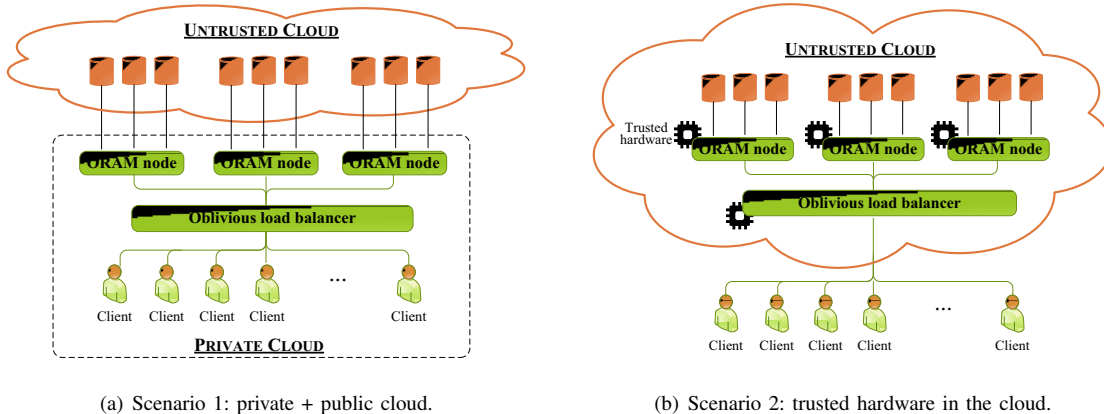 UNTRUSTED CLOUD
ORAM node
ORAM node
ORAM node
Oblivious load balancer
...
Client
Client
Client
Client
Client
PRIVATE CLOUD
(a) Scenario 1: private + public cloud.
UNTRUSTED CLOUD
Trusted
hardware
ORAM node
ORAM node
ORAM node
Oblivious load balancer
...
Client
Client
Client
Client
Client
(b) Scenario 2: trusted hardware in the cloud.